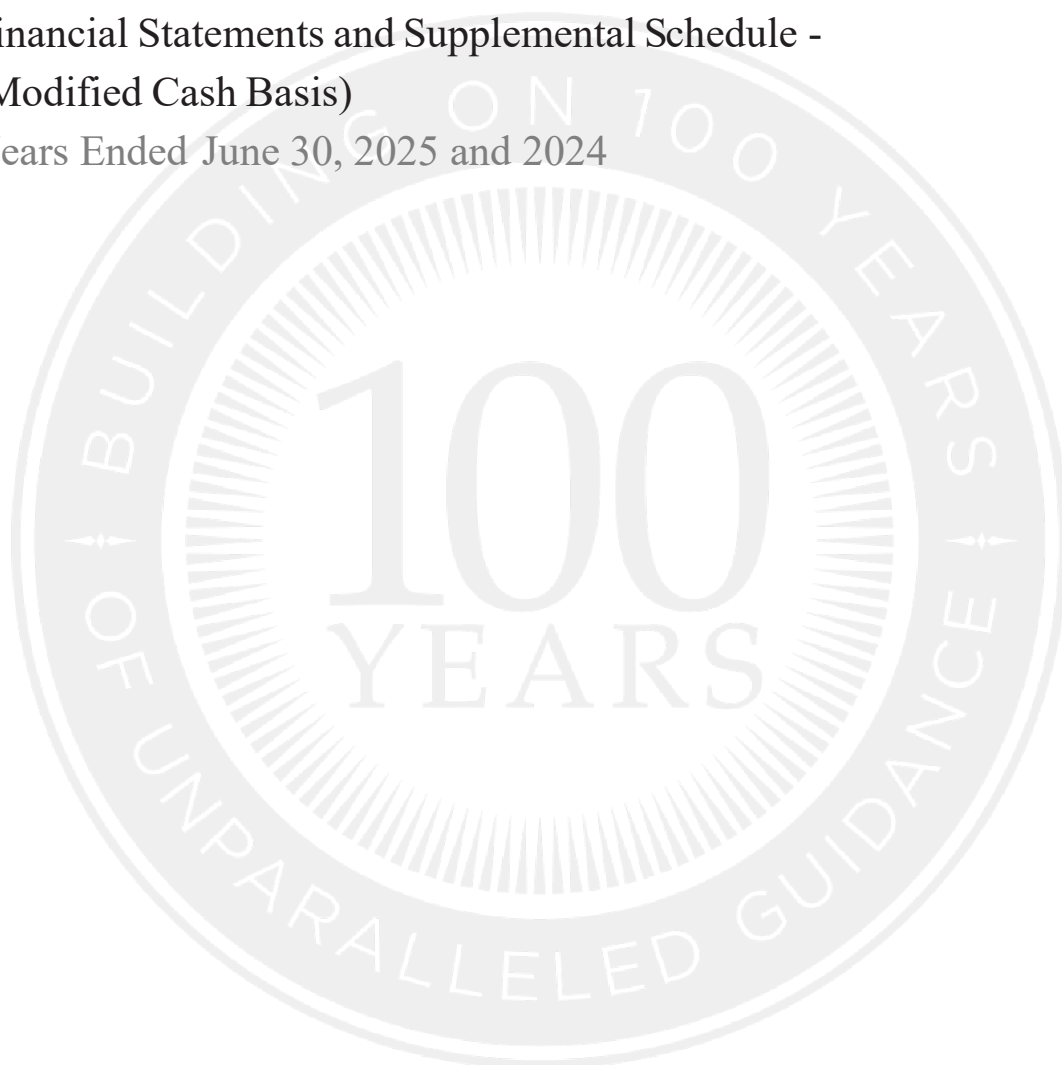 inancial Statements and Supplemental Schedule -
Modified Cash Basis)
ears Ended June 30, 2025 and 2024
BUILDING ON 100 YEARS
100
YEARS
OF UNPARALLELED GUIDANCE